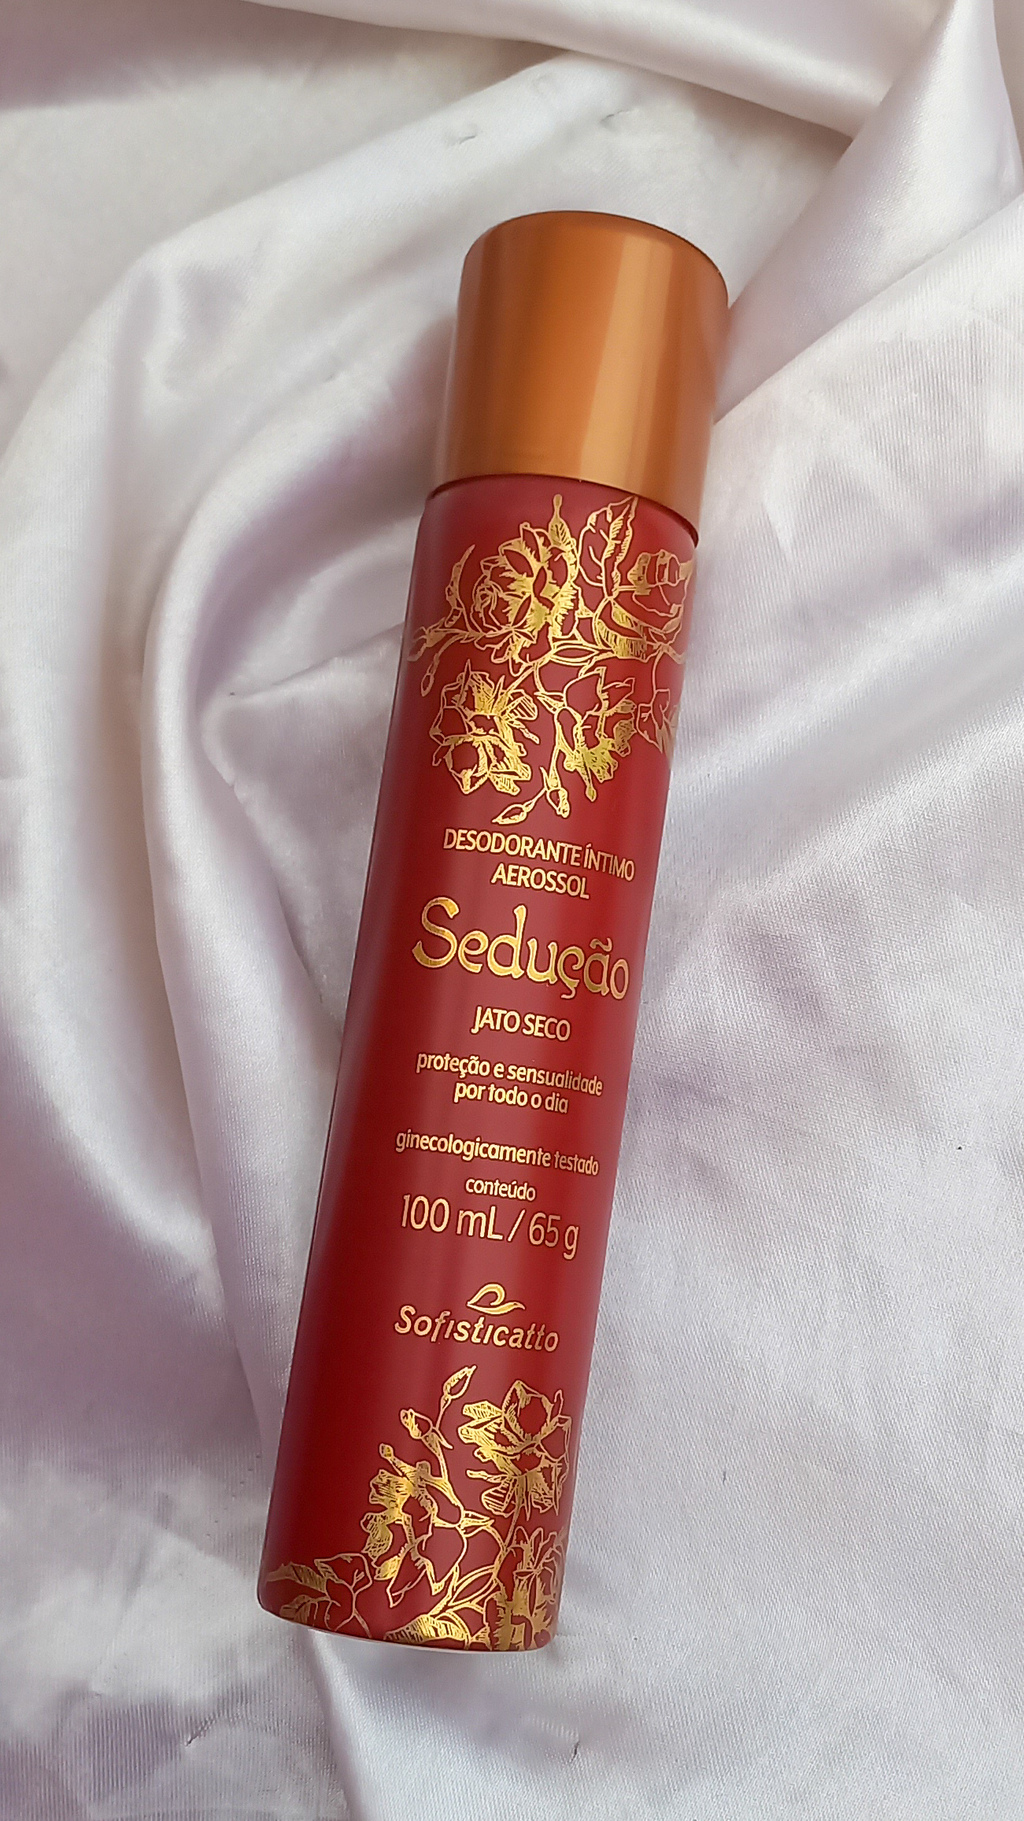 DESODORANTE ÍNTIMO
AEROSSOL
Sedução
JATO SECO
proteção e sensualidade
por todo o dia
ginecologicamente testado
conteúdo
100 mL / 65 g
Sofisticatto